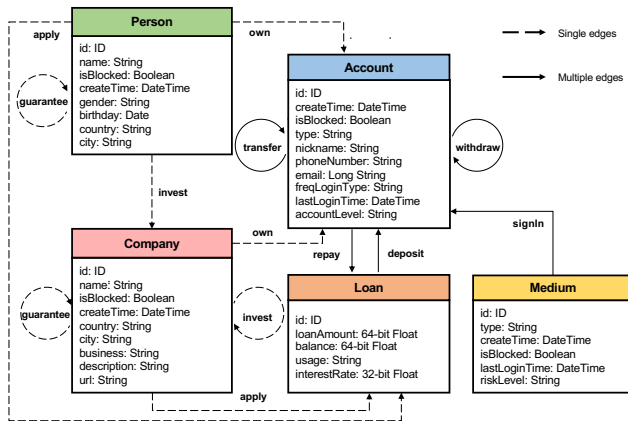 apply
Person
own
Single edges
id: ID
name: String
isBlocked: Boolean
createTime: DateTime
gender: String
birthday: Date
country: String
city: String
guarantee
Multiple edges
Account
id: ID
createTime: DateTime
isBlocked: Boolean
type: String
nickname: String
phoneNumber: String
email: Long String
freqLoginType: String
lastLoginTime: DateTime
accountLevel: String
transfer
withdraw
invest
signIn
Company
own
repay
deposit
id: ID
name: String
isBlocked: Boolean
createTime: DateTime
country: String
city: String
business: String
description: String
url: String
guarantee
invest
Loan
id: ID
loanAmount: 64-bit Float
balance: 64-bit Float
usage: String
interestRate: 32-bit Float
Medium
id: ID
type: String
createTime: DateTime
isBlocked: Boolean
lastLoginTime: DateTime
riskLevel: String
apply